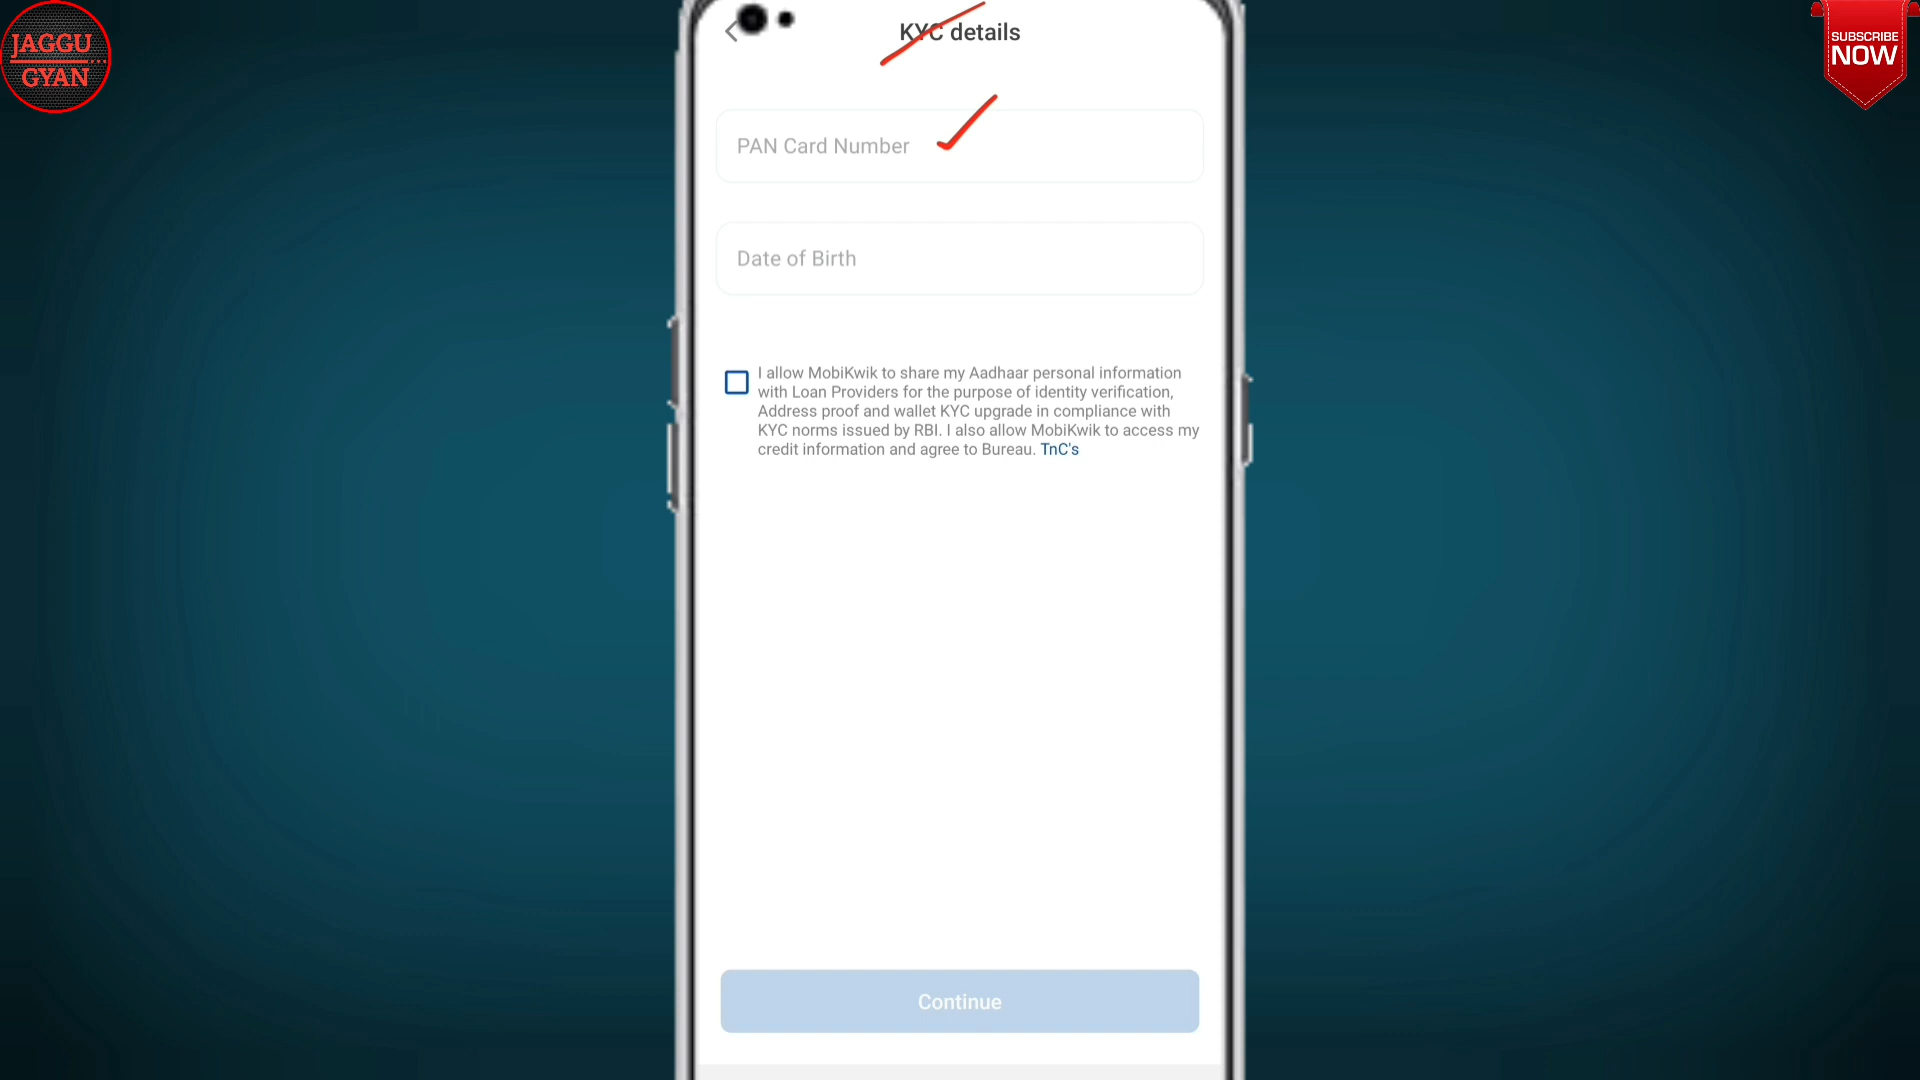 JAGGU
GYAN
SUBSCRIBE
NOW
KYC details
PAN Card Number
Date of Birth
I allow MobiKwik to share my Aadhaar personal information
with Loan Providers for the purpose of identity verification,
Address proof and wallet KYC upgrade in compliance with
KYC norms issued by RBI. I also allow MobiKwik to access my
credit information and agree to Bureau. TnC's
Continue